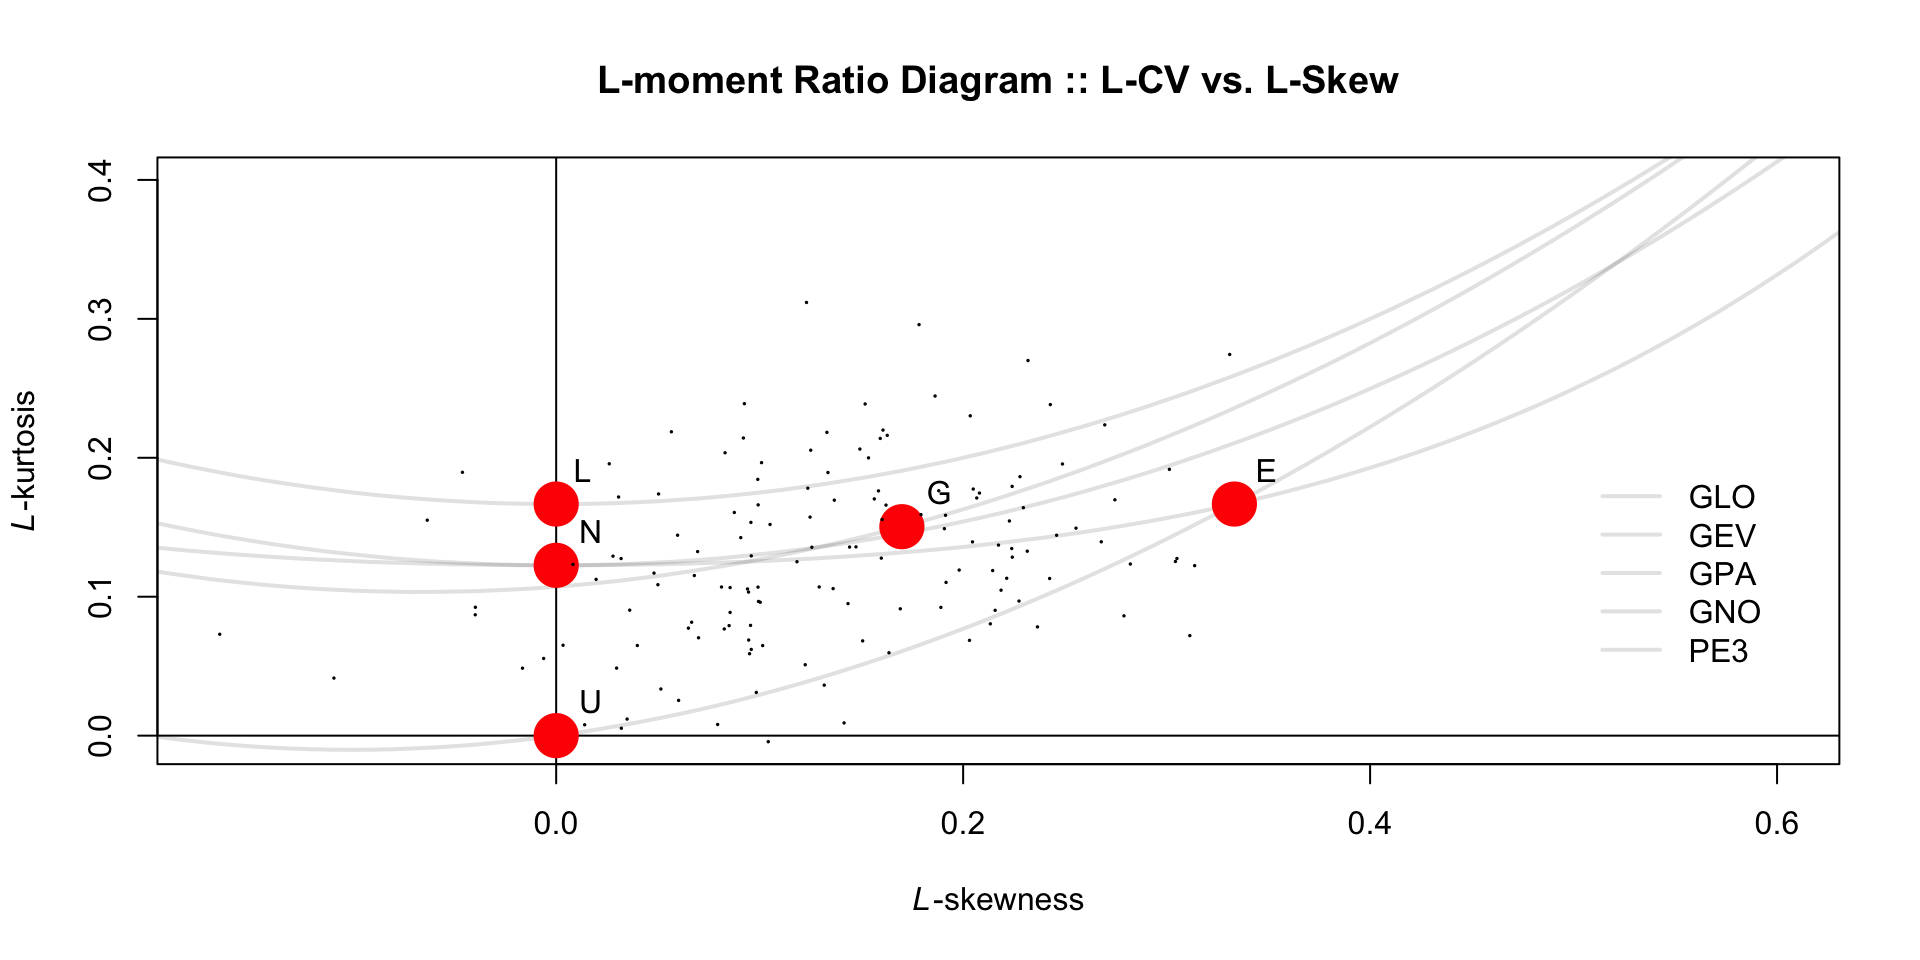 L-moment Ratio Diagram :: L-CV vs. L-Skew
L-kurtosis
0.4
0.3
0.2
0.1
0.0
L
N
G
E
U
GLO
GEV
GPA
GNO
PE3
0.0 0.2 0.4 0.6
L-skewness